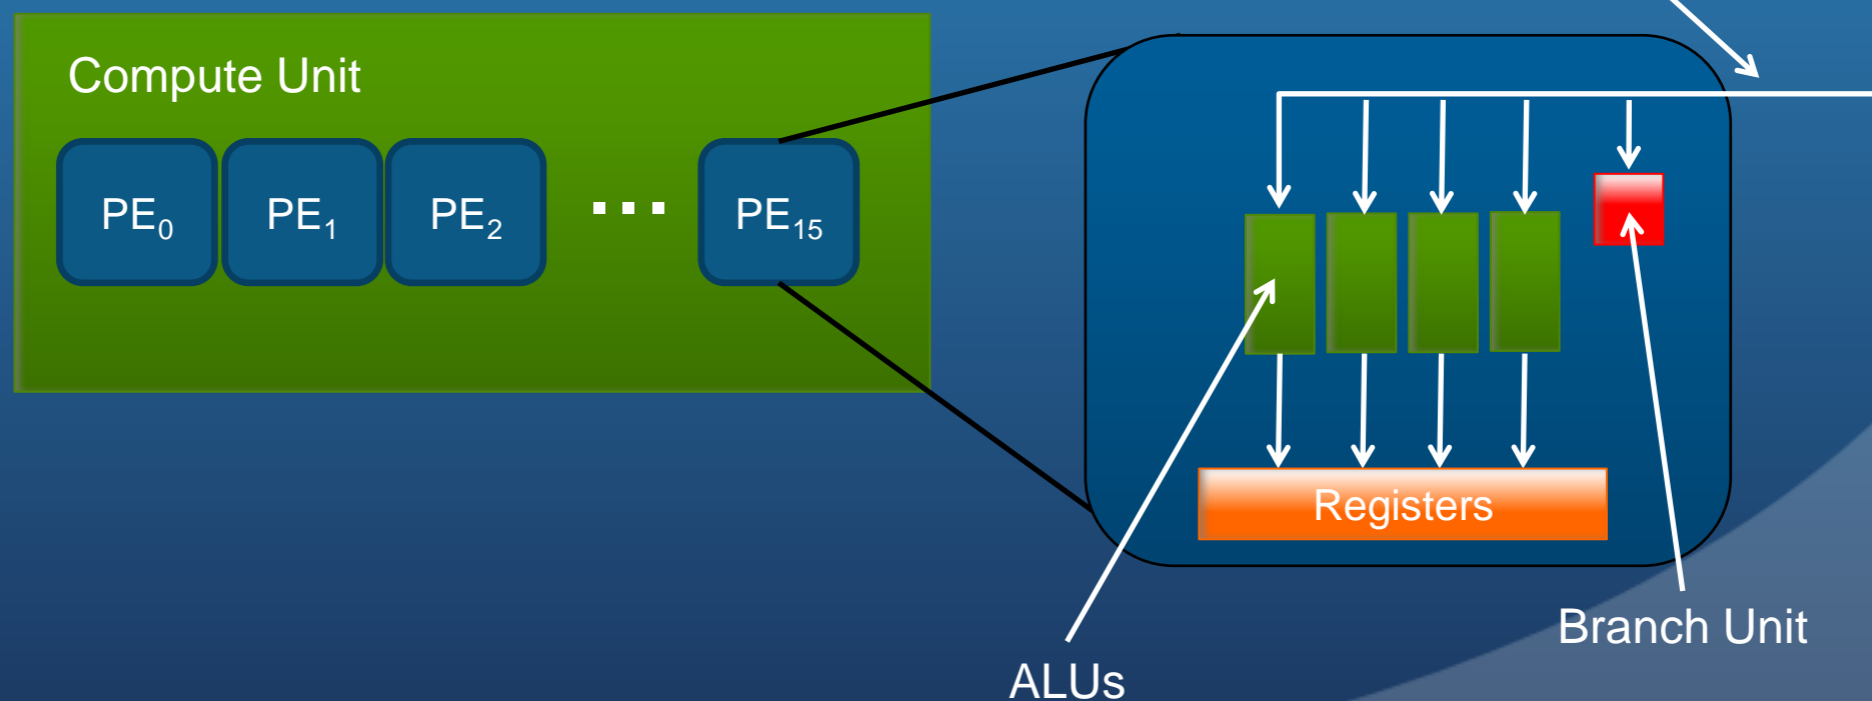 Compute Unit
PE₀ PE₁ PE₂ ... PE₁₅
Registers
Branch Unit
ALUs